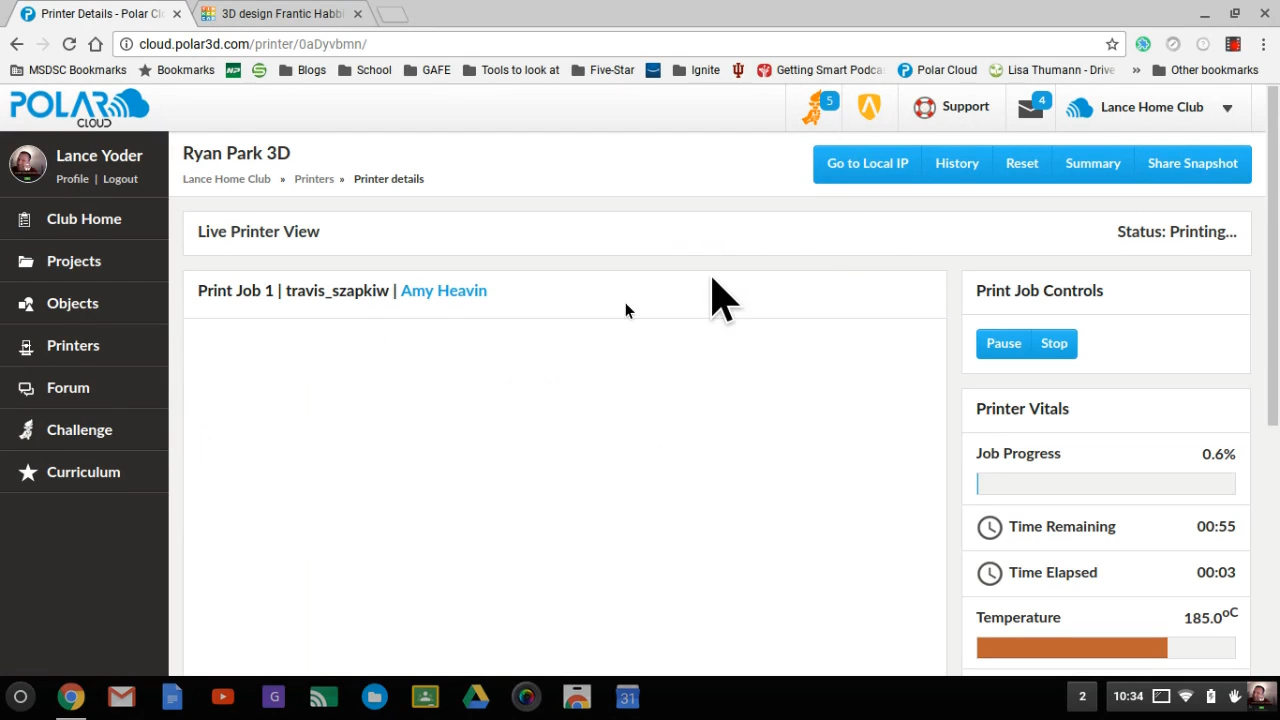 Printer Details - Polar Cl
3D design Frantic Habbi
cloud.polar3d.com/printer/0aDyvbmn/
MSDSC Bookmarks
Bookmarks
Blogs
School
GAFE
Tools to look at
Five-Star
Ignite
Getting Smart Podca
Polar Cloud
Lisa Thumann - Drive
»
Other bookmarks
POLAR
CLOUD
5
Support
4
Lance Home Club
Lance Yoder
Profile | Logout
Club Home
Projects
Objects
Printers
Forum
Challenge
Curriculum
Ryan Park 3D
Lance Home Club » Printers » Printer details
Go to Local IP
History
Reset
Summary
Share Snapshot
Live Printer View
Status: Printing...
Print Job 1 | travis_szapkiw | Amy Heavin
Print Job Controls
Pause
Stop
Printer Vitals
Job Progress 0.6%
Time Remaining 00:55
Time Elapsed 00:03
Temperature 185.0°C
G
31
2
10:34